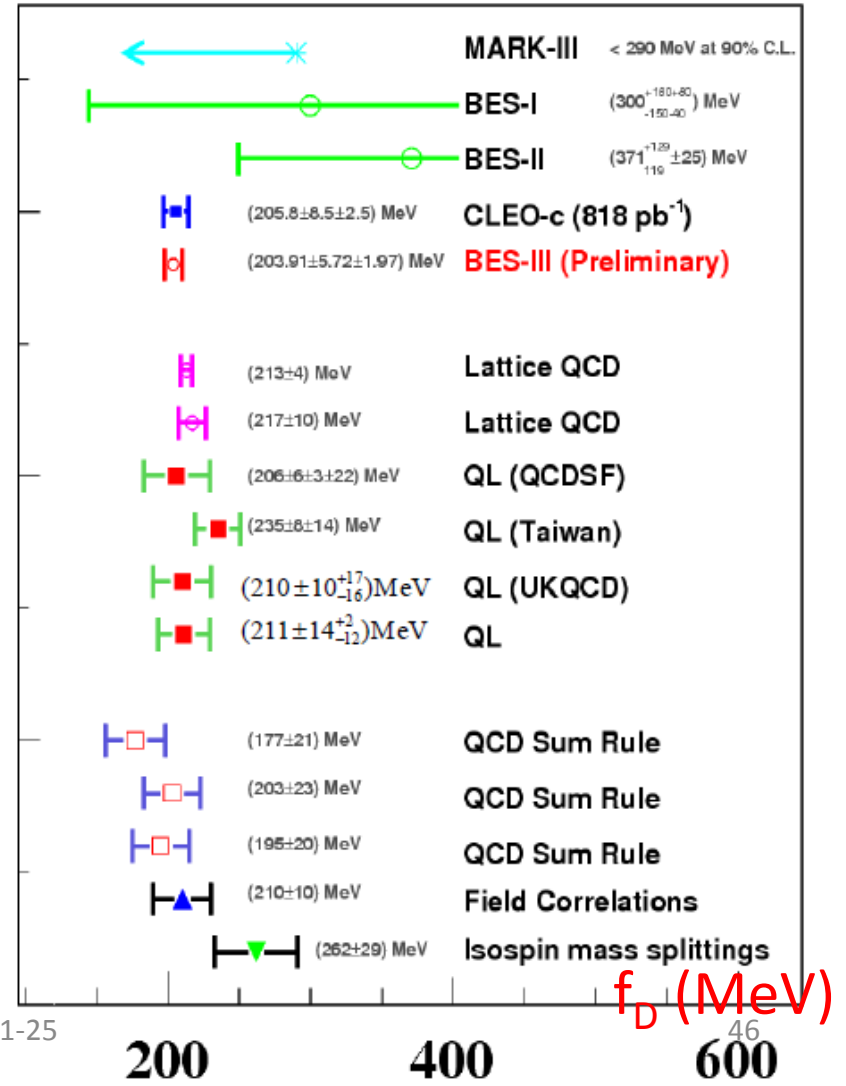 MARK-III < 290 MeV at 90% C.L.
BES-I (300 +180+80 -150-40) MeV
BES-II (371 +129 119 ±25) MeV
(205.8±8.5±2.5) MeV CLEO-c (818 pb-1)
(203.91±5.72±1.97) MeV BES-III (Preliminary)
(213±4) MeV Lattice QCD
(217±10) MeV Lattice QCD
(206±6±3±22) MeV QL (QCDSF)
(235±8±14) MeV QL (Taiwan)
(210±10+17−16)MeV QL (UKQCD)
(211±14+2−12)MeV QL
(177±21) MeV QCD Sum Rule
(203±23) MeV QCD Sum Rule
(195±20) MeV QCD Sum Rule
(210±10) MeV Field Correlations
(262±29) MeV Isospin mass splittings
fD (MeV)
1-25 46
200 400 600